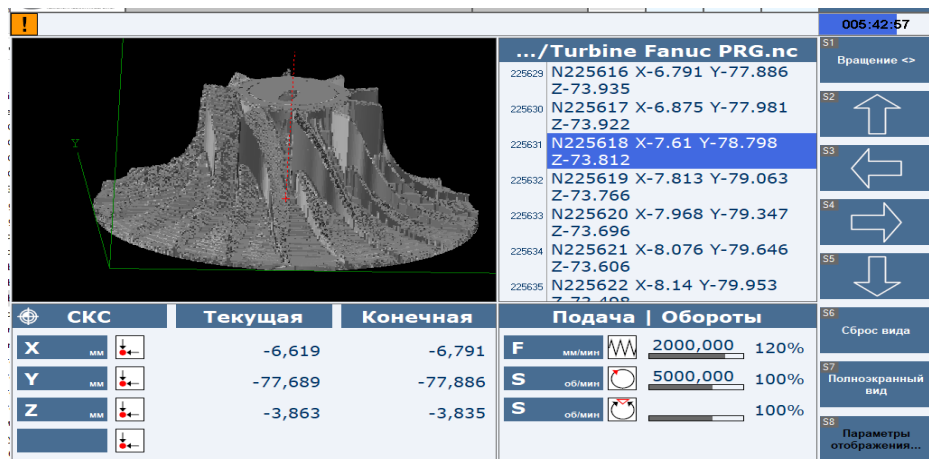 !
005:42:57
.../Turbine Fanuc PRG.nc
225629 N225616 X-6.791 Y-77.886
Z-73.935
225630 N225617 X-6.875 Y-77.981
Z-73.922
225631 N225618 X-7.61 Y-78.798
Z-73.812
225632 N225619 X-7.813 Y-79.063
Z-73.766
225633 N225620 X-7.968 Y-79.347
Z-73.696
225634 N225621 X-8.076 Y-79.646
Z-73.606
225635 N225622 X-8.14 Y-79.953
Z-73.498
Y
S1
Вращение <>
S2
S3
S4
S5
S6
Сброс вида
S7
Полноэкранный
вид
S8
Параметры
отображения...
СКС Текущая Конечная
X мм -6,619 -6,791
Y мм -77,689 -77,886
Z мм -3,863 -3,835
Подача | Обороты
F мм/мин 2000,000 120%
S об/мин 5000,000 100%
S об/мин 100%